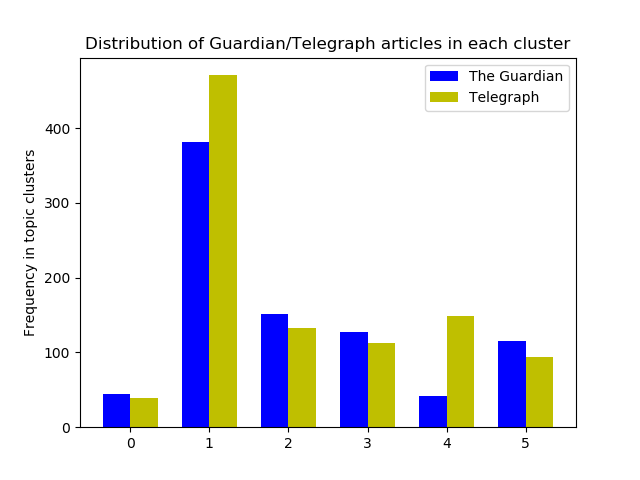 Distribution of Guardian/Telegraph articles in each cluster
The Guardian
Telegraph
Frequency in topic clusters
400
300
200
100
0
0 1 2 3 4 5